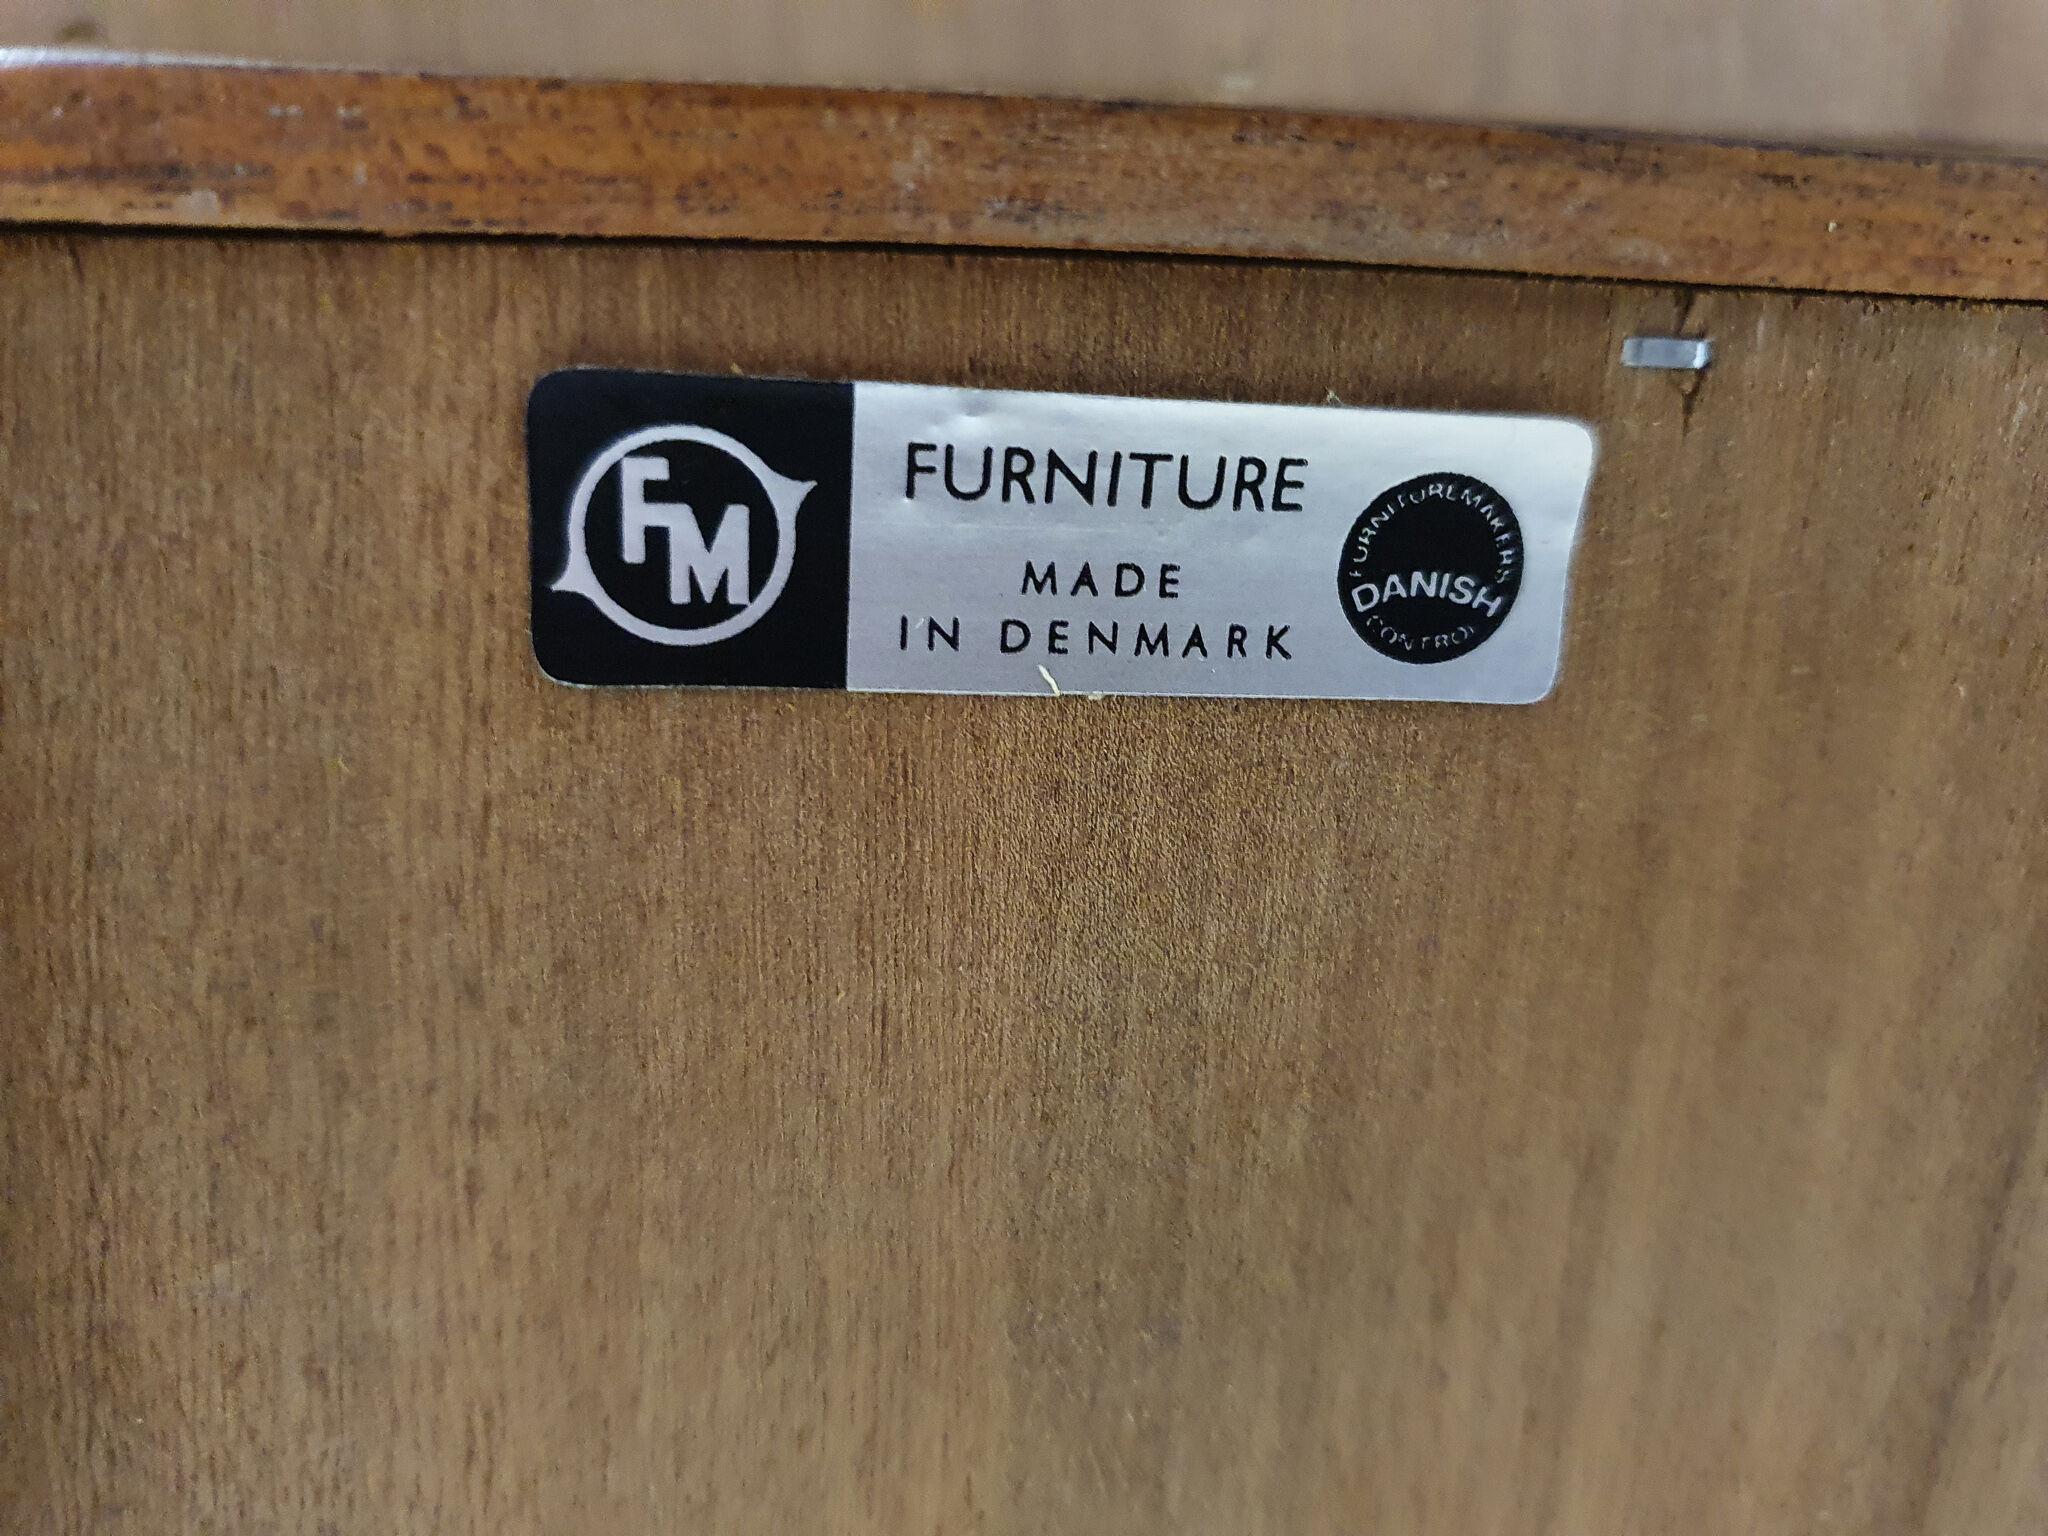 FM
FURNITURE
MADE
IN DENMARK
FURNITUREMAKERS
DANISH
CONTROL